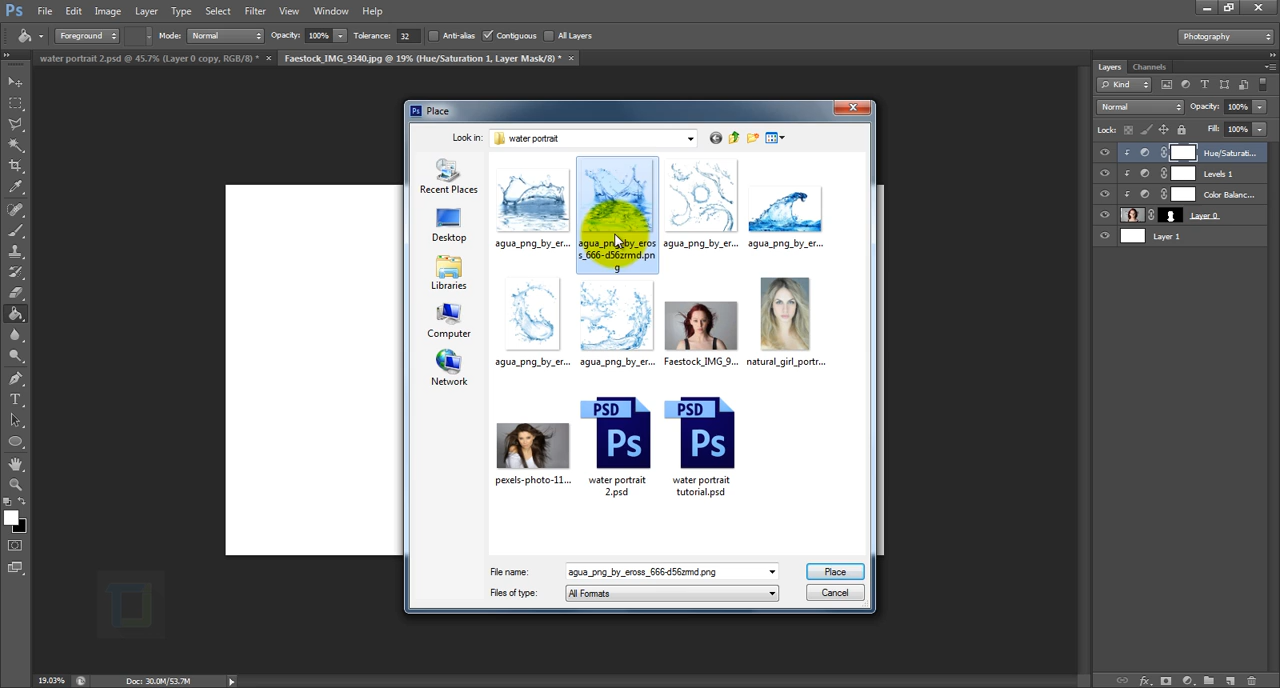 Ps File Edit Image Layer Type Select Filter View Window Help
Foreground Mode: Normal Opacity: 100% Tolerance: 32 Anti-alias Contiguous All Layers Photography
water portrait 2.psd @ 45.7% (Layer 0 copy, RGB/8) * × Faestock_IMG_9340.jpg @ 19% (Hue/Saturation 1, Layer Mask/8) * ×
Layers Channels
Kind
Normal Opacity: 100%
Lock: Fill: 100%
Hue/Saturati...
Levels 1
Color Balanc...
Layer 0
Layer 1
Ps Place
Look in: water portrait
Recent Places
Desktop
Libraries
Computer
Network
agua_png_by_er... agua_png_by_eros
s_666-d56zrmd.pn
g
agua_png_by_er... agua_png_by_er...
agua_png_by_er... agua_png_by_er... Faestock_IMG_9... natural_girl_portr...
PSD PSD
Ps Ps
pexels-photo-11... water portrait
2.psd
water portrait
tutorial.psd
File name: agua_png_by_eross_666-d56zrmd.png Place
Files of type: All Formats Cancel
19.03% Doc: 30.0M/53.7M